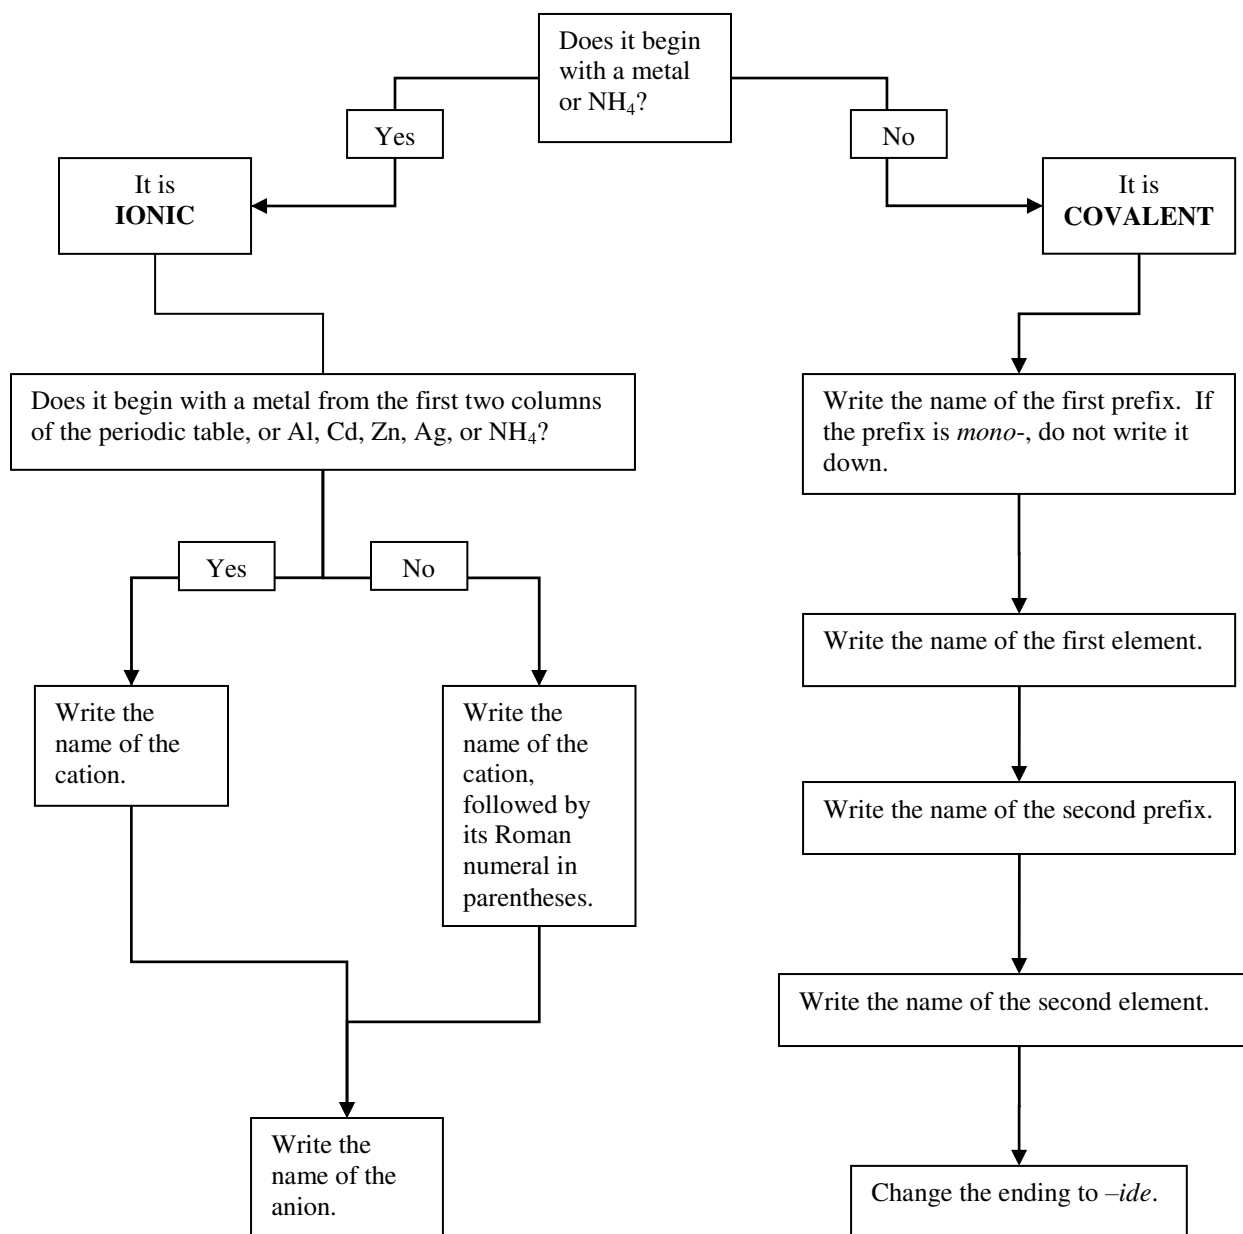 Does it begin
with a metal
or NH₄?
Yes
No
It is
IONIC
It is
COVALENT
Does it begin with a metal from the first two columns
of the periodic table, or Al, Cd, Zn, Ag, or NH₄?
Write the name of the first prefix.  If
the prefix is mono-, do not write it
down.
Yes
No
Write the name of the first element.
Write the
name of the
cation.
Write the
name of the
cation,
followed by
its Roman
numeral in
parentheses.
Write the name of the second prefix.
Write the name of the second element.
Write the
name of the
anion.
Change the ending to –ide.